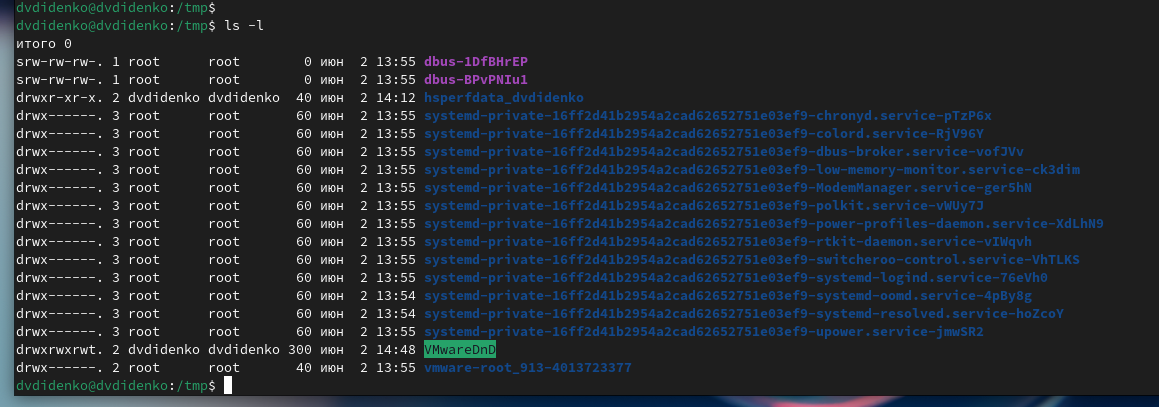 dvdidenko@dvdidenko:/tmp$
dvdidenko@dvdidenko:/tmp$ ls -l
итого 0
srw-rw-rw-. 1 root      root        0 июн  2 13:55 dbus-1DfBHrEP
srw-rw-rw-. 1 root      root        0 июн  2 13:55 dbus-BPvPNIu1
drwxr-xr-x. 2 dvdidenko dvdidenko  40 июн  2 14:12 hsperfdata_dvdidenko
drwx------. 3 root      root       60 июн  2 13:55 systemd-private-16ff2d41b2954a2cad62652751e03ef9-chronyd.service-pTzP6x
drwx------. 3 root      root       60 июн  2 13:55 systemd-private-16ff2d41b2954a2cad62652751e03ef9-colord.service-RjV96Y
drwx------. 3 root      root       60 июн  2 13:55 systemd-private-16ff2d41b2954a2cad62652751e03ef9-dbus-broker.service-vofJVv
drwx------. 3 root      root       60 июн  2 13:55 systemd-private-16ff2d41b2954a2cad62652751e03ef9-low-memory-monitor.service-ck3dim
drwx------. 3 root      root       60 июн  2 13:55 systemd-private-16ff2d41b2954a2cad62652751e03ef9-ModemManager.service-ger5hN
drwx------. 3 root      root       60 июн  2 13:55 systemd-private-16ff2d41b2954a2cad62652751e03ef9-polkit.service-vWUy7J
drwx------. 3 root      root       60 июн  2 13:55 systemd-private-16ff2d41b2954a2cad62652751e03ef9-power-profiles-daemon.service-XdLhN9
drwx------. 3 root      root       60 июн  2 13:55 systemd-private-16ff2d41b2954a2cad62652751e03ef9-rtkit-daemon.service-vIWqvh
drwx------. 3 root      root       60 июн  2 13:55 systemd-private-16ff2d41b2954a2cad62652751e03ef9-switcheroo-control.service-VhTLKS
drwx------. 3 root      root       60 июн  2 13:55 systemd-private-16ff2d41b2954a2cad62652751e03ef9-systemd-logind.service-76eVh0
drwx------. 3 root      root       60 июн  2 13:54 systemd-private-16ff2d41b2954a2cad62652751e03ef9-systemd-oomd.service-4pBy8g
drwx------. 3 root      root       60 июн  2 13:54 systemd-private-16ff2d41b2954a2cad62652751e03ef9-systemd-resolved.service-hoZcoY
drwx------. 3 root      root       60 июн  2 13:55 systemd-private-16ff2d41b2954a2cad62652751e03ef9-upower.service-jmwSR2
drwxrwxrwt. 2 dvdidenko dvdidenko 300 июн  2 14:48 VMwareDnD
drwx------. 2 root      root       40 июн  2 13:55 vmware-root_913-4013723377
dvdidenko@dvdidenko:/tmp$